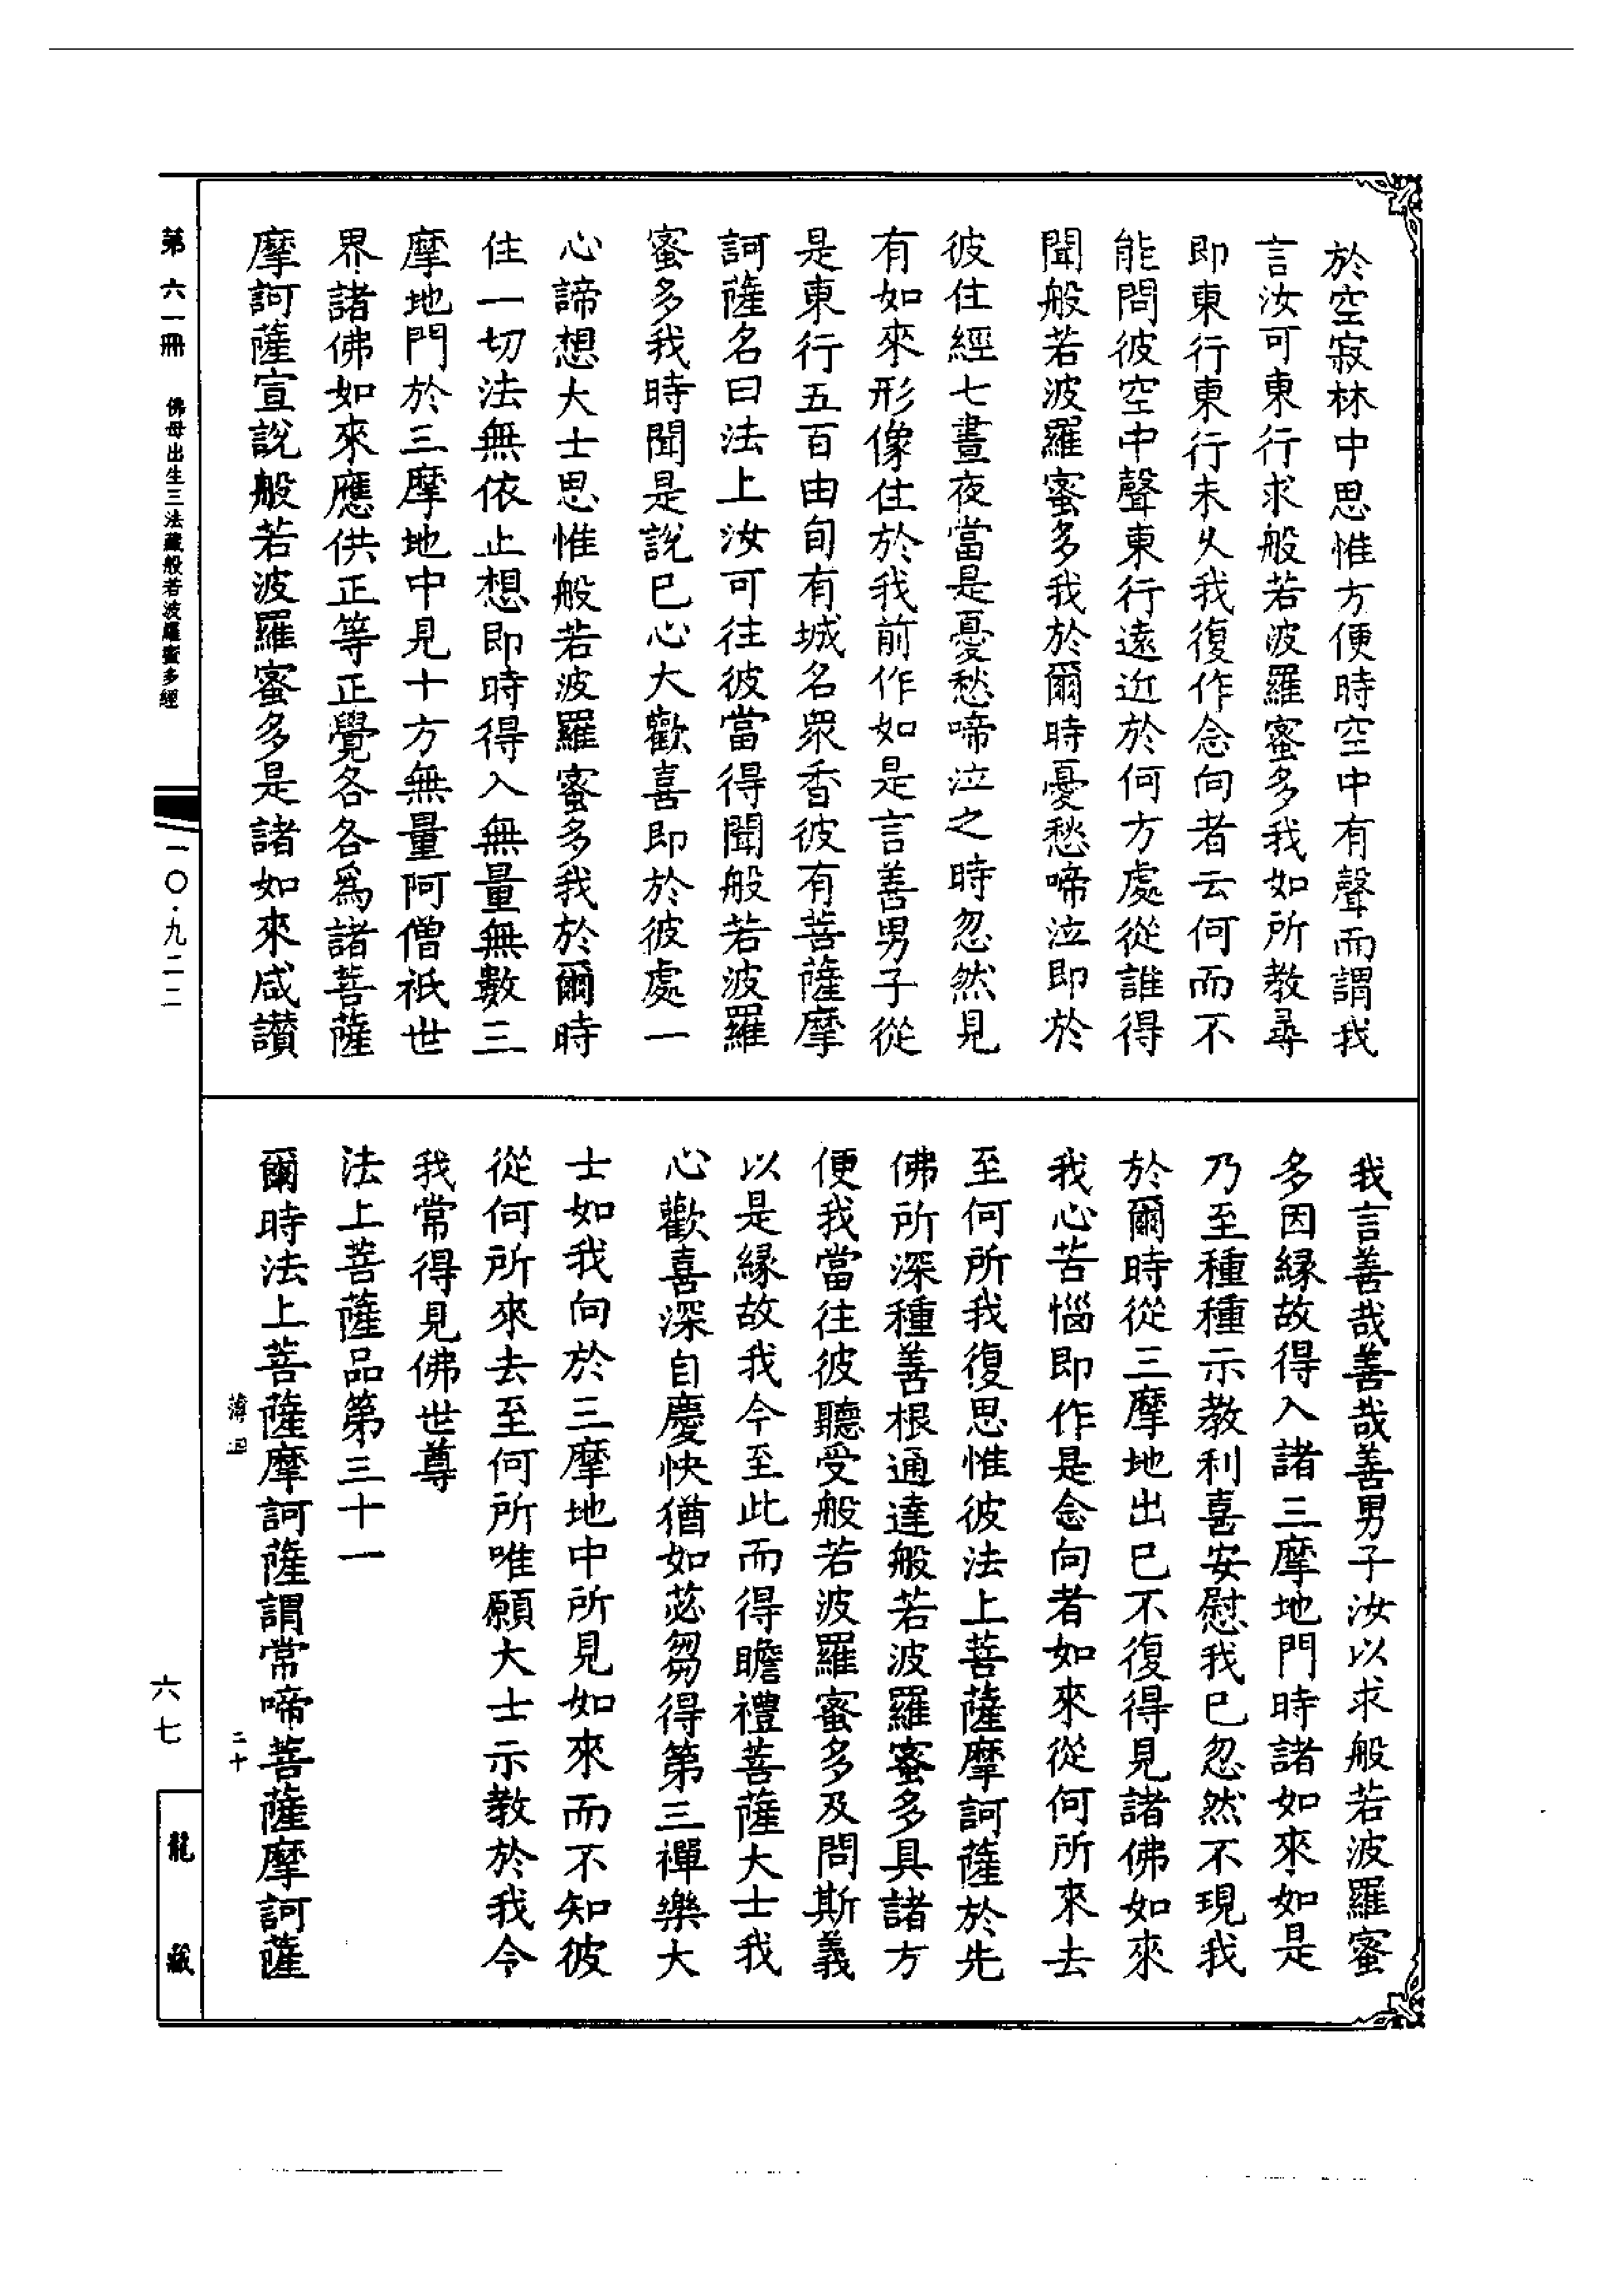 於空寂林中思惟方便時空中有聲而謂我
言汝可東行求般若波羅蜜多我如所教尋
即東行東行未久我復作念向者云何而不
能問彼空中聲東行遠近於何方處從誰得
聞般若波羅蜜多我於爾時憂愁啼泣即於
彼住經七晝夜當是憂愁啼泣之時忽然見
有如來形像住於我前作如是言善男子從
是東行五百由旬有城名眾香彼有菩薩摩
訶薩名曰法上汝可往彼當得聞般若波羅
蜜多我時聞是說已心大歡喜即於彼處一
心諦想大士思惟般若波羅蜜多我於爾時
住一切法無依止想即時得入無量無數三
摩地門於三摩地中見十方無量阿僧祇世
界諸佛如來應供正等正覺各各為諸菩薩
摩訶薩宣說般若波羅蜜多是諸如來咸讚
我言善哉善哉善男子汝以求般若波羅蜜
多因緣故得入諸三摩地門時諸如來如是
乃至種種示教利喜安慰我已忽然不現我
於爾時從三摩地出已不復得見諸佛如來
我心苦惱即作是念向者如來從何所來去
至何所我復思惟彼法上菩薩摩訶薩於先
佛所深種善根通達般若波羅蜜多具諸方
便我當往彼聽受般若波羅蜜多及問斯義
以是緣故我今至此而得瞻禮菩薩大士我
心歡喜深自慶快猶如苾芻得第三禪樂大
士如我向於三摩地中所見如來而不知彼
從何所來去至何所唯願大士示教於我令
我常得見佛世尊
法上菩薩品第三十一
爾時法上菩薩摩訶薩謂常啼菩薩摩訶薩
薄四 二十
第六一冊 佛母出生三法藏般若波羅蜜多經
一〇·九二二
六七
龍藏